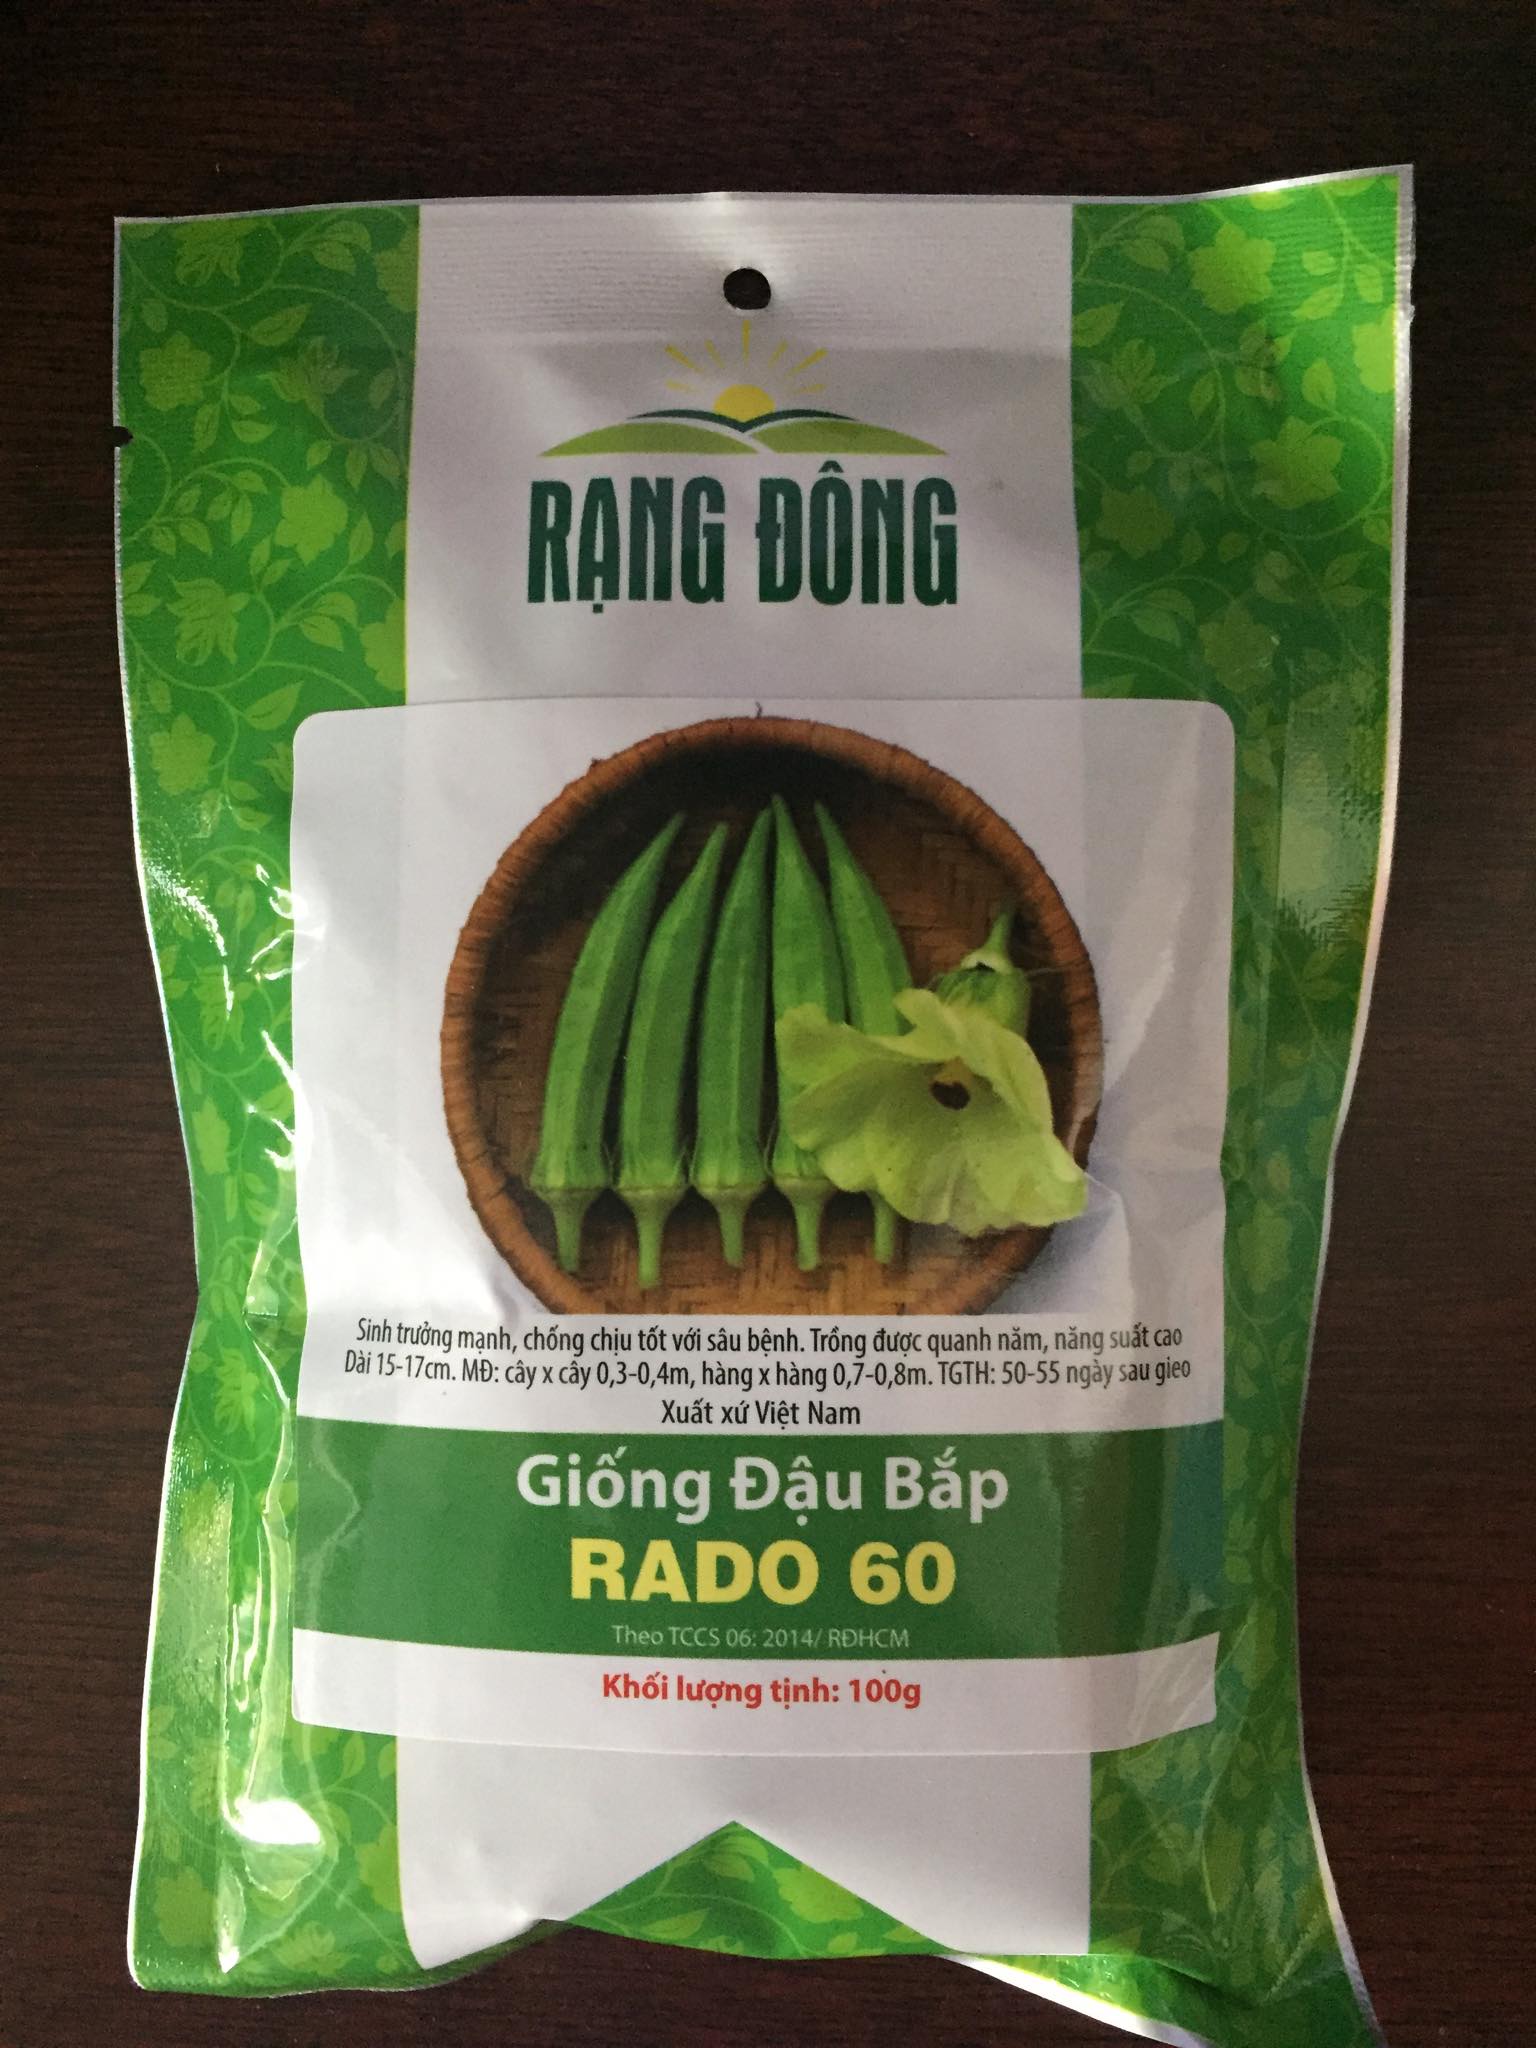 RẠNG ĐÔNG
Sinh trưởng mạnh, chống chịu tốt với sâu bệnh. Trồng được quanh năm, năng suất cao
Dài 15-17cm. MĐ: cây x cây 0,3-0,4m, hàng x hàng 0,7-0,8m. TGTH: 50-55 ngày sau gieo
Xuất xứ Việt Nam
Giống Đậu Bắp
RADO 60
Theo TCCS 06: 2014/ RĐHCM
Khối lượng tịnh: 100g